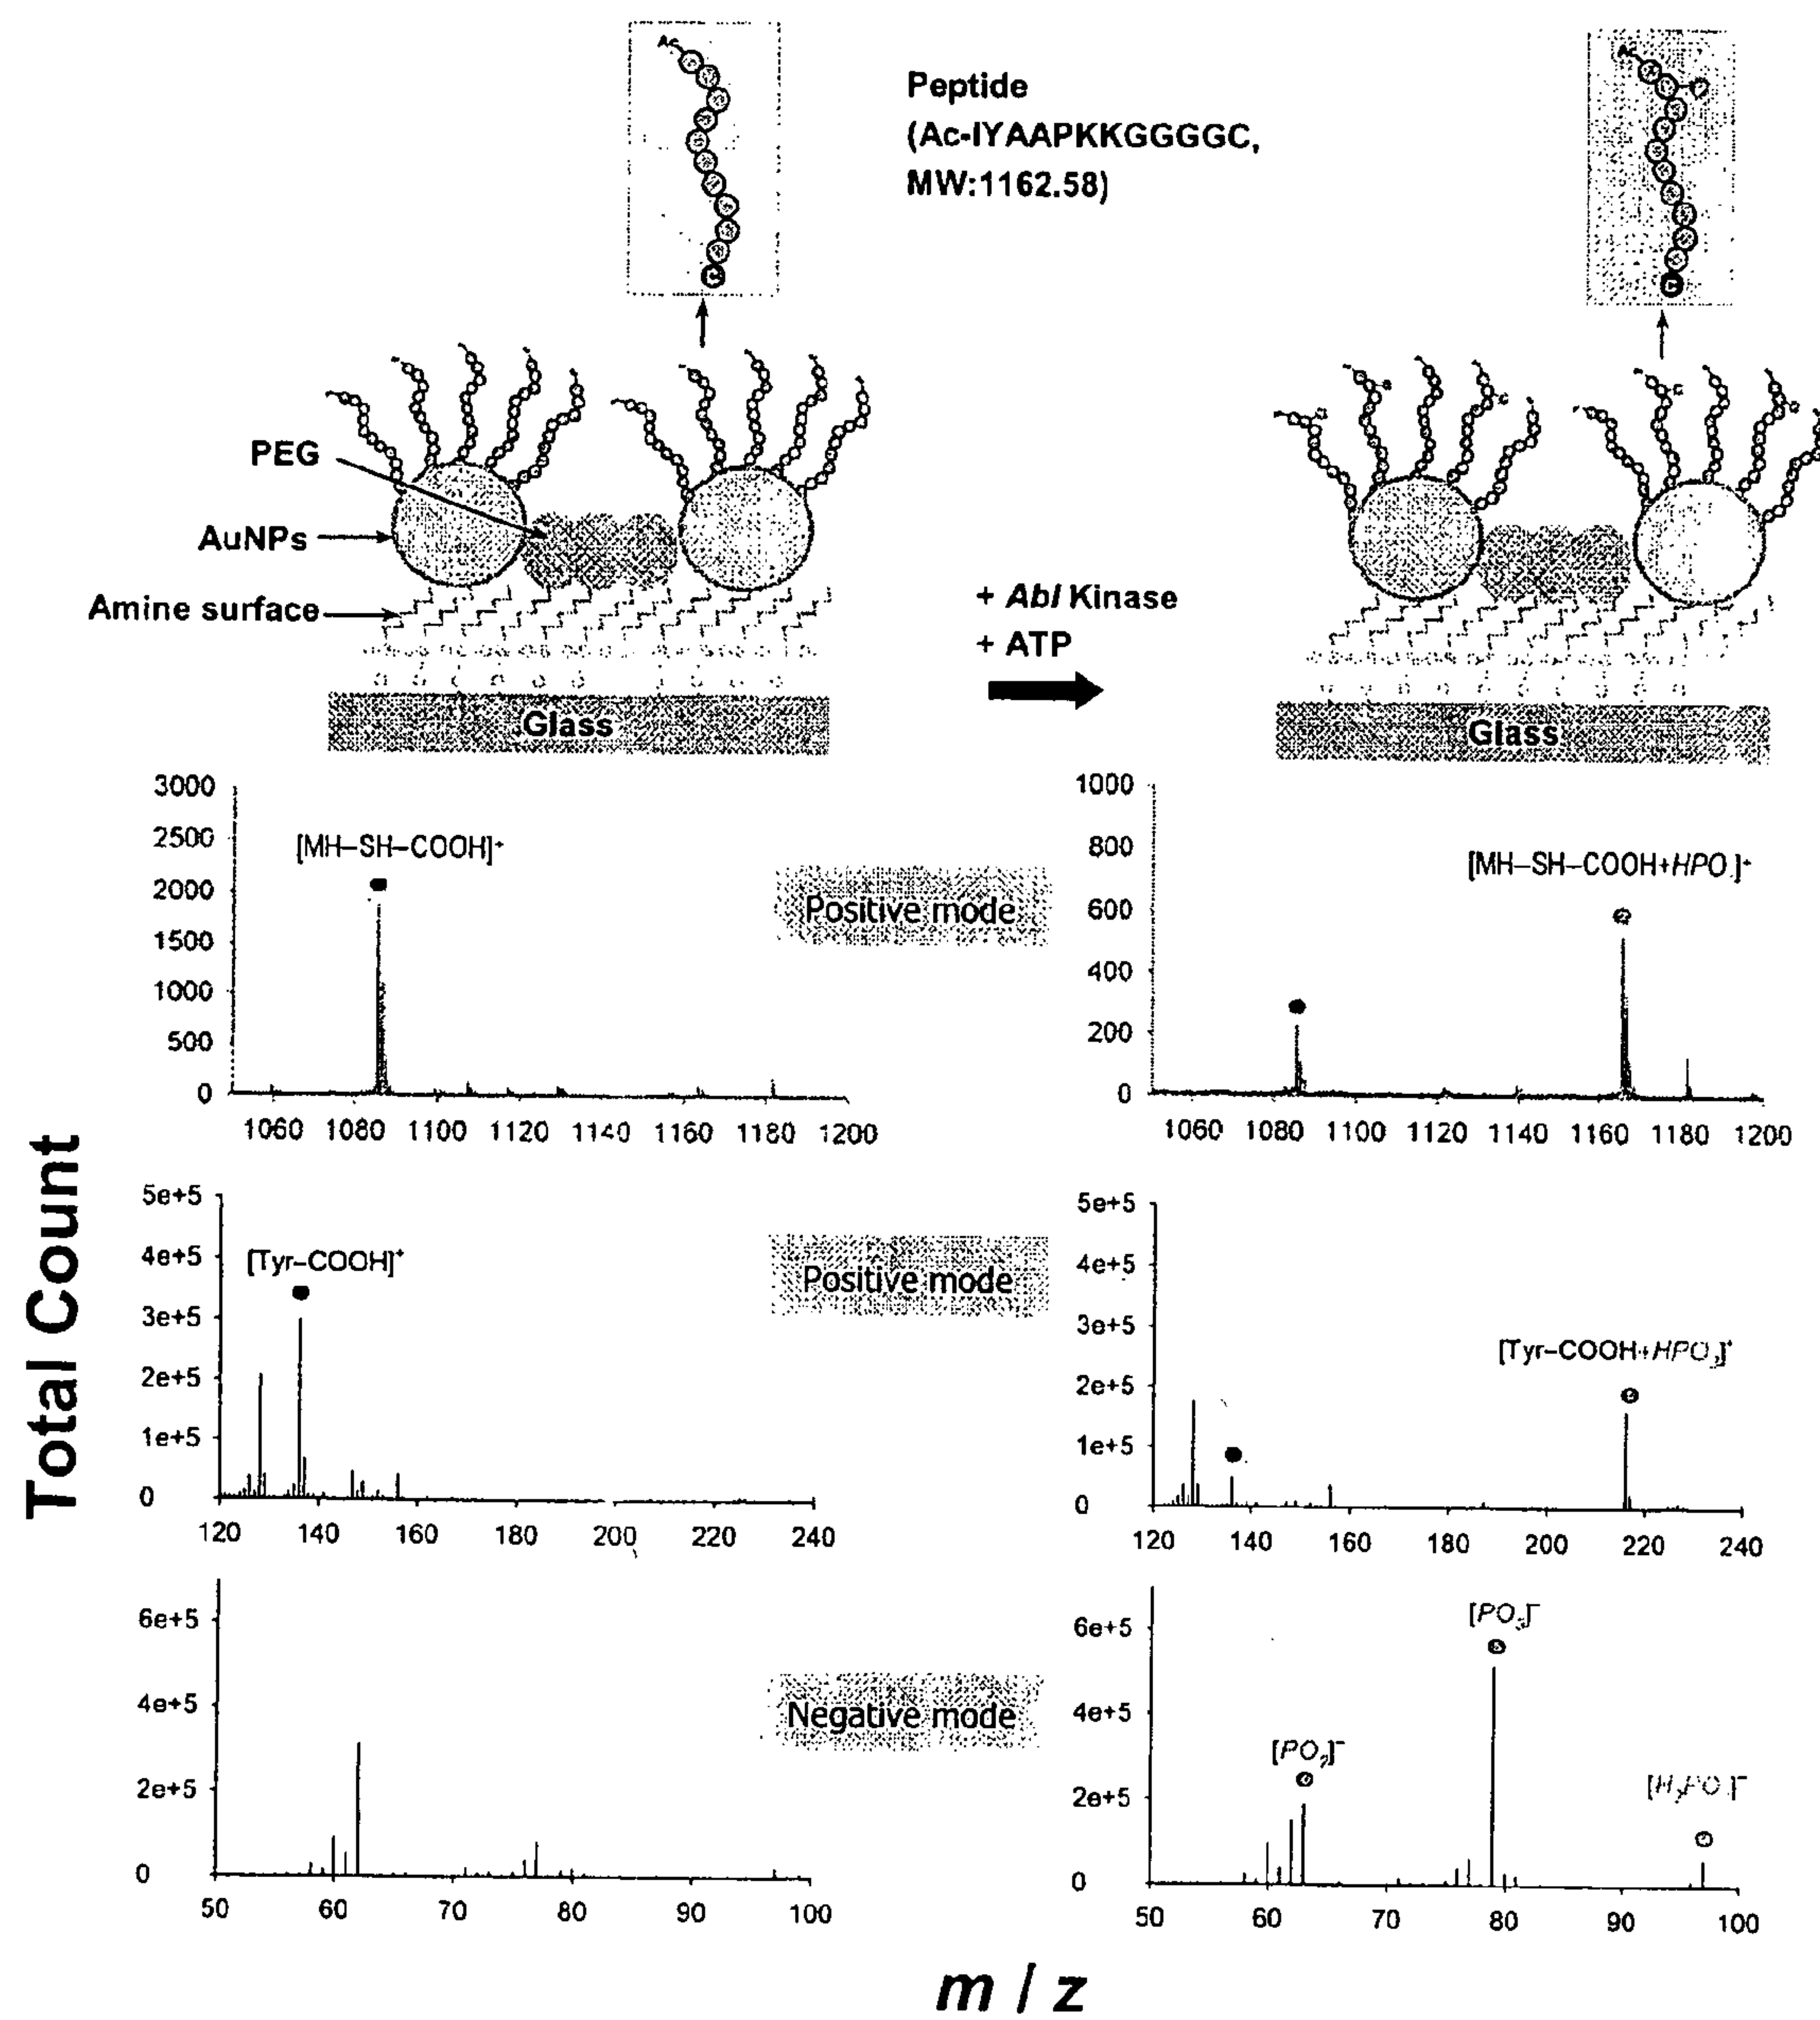 Ac
Peptide
(Ac-IYAAPKKGGGGC,
MW:1162.58)
Ac
C
PEG
AuNPs
Amine surface
Glass
+ Abl Kinase
+ ATP
Glass
3000
2500
2000
1500
1000
500
0
[MH–SH–COOH]+
1060 1080 1100 1120 1140 1160 1180 1200
Positive mode
1000
800
600
400
200
0
[MH–SH–COOH+HPO ]+
1060 1080 1100 1120 1140 1160 1180 1200
Total Count
5e+5
4e+5
3e+5
2e+5
1e+5
0
[Tyr–COOH]+
120 140 160 180 200 220 240
Positive mode
5e+5
4e+5
3e+5
2e+5
1e+5
0
[Tyr–COOH+HPO3]+
120 140 160 180 200 220 240
6e+5
4e+5
2e+5
0
50 60 70 80 90 100
Negative mode
6e+5
4e+5
2e+5
0
[PO2]–
[PO3]–
50 60 70 80 90 100
m / z